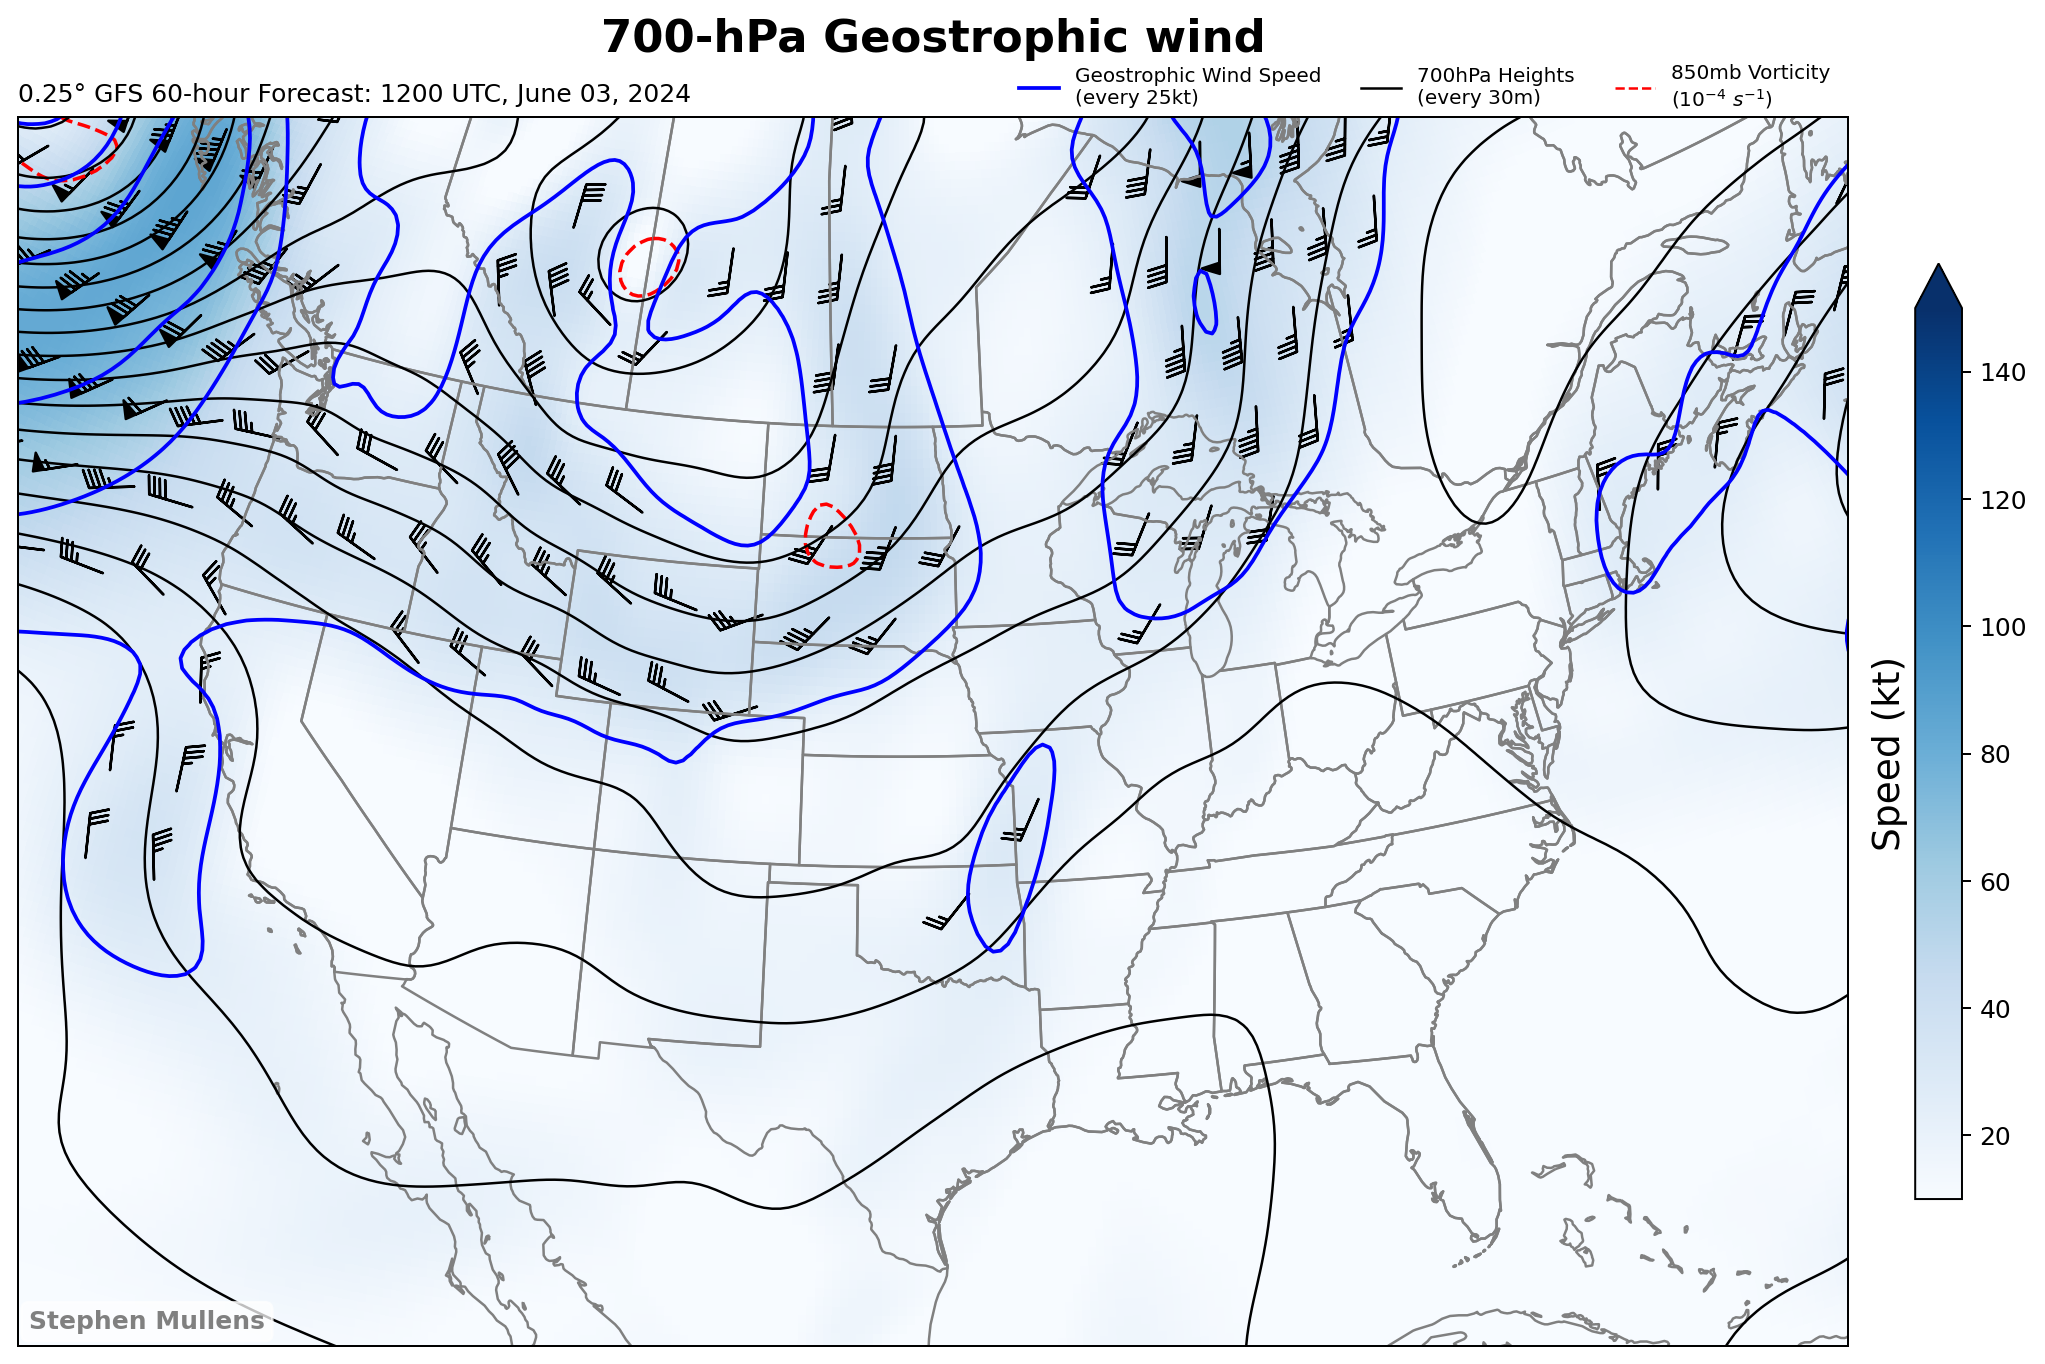 700-hPa Geostrophic wind
0.25° GFS 60-hour Forecast: 1200 UTC, June 03, 2024
Geostrophic Wind Speed
(every 25kt)
700hPa Heights
(every 30m)
850mb Vorticity
(10⁻⁴ s⁻¹)
140
120
100
80
60
40
20
Speed (kt)
Stephen Mullens